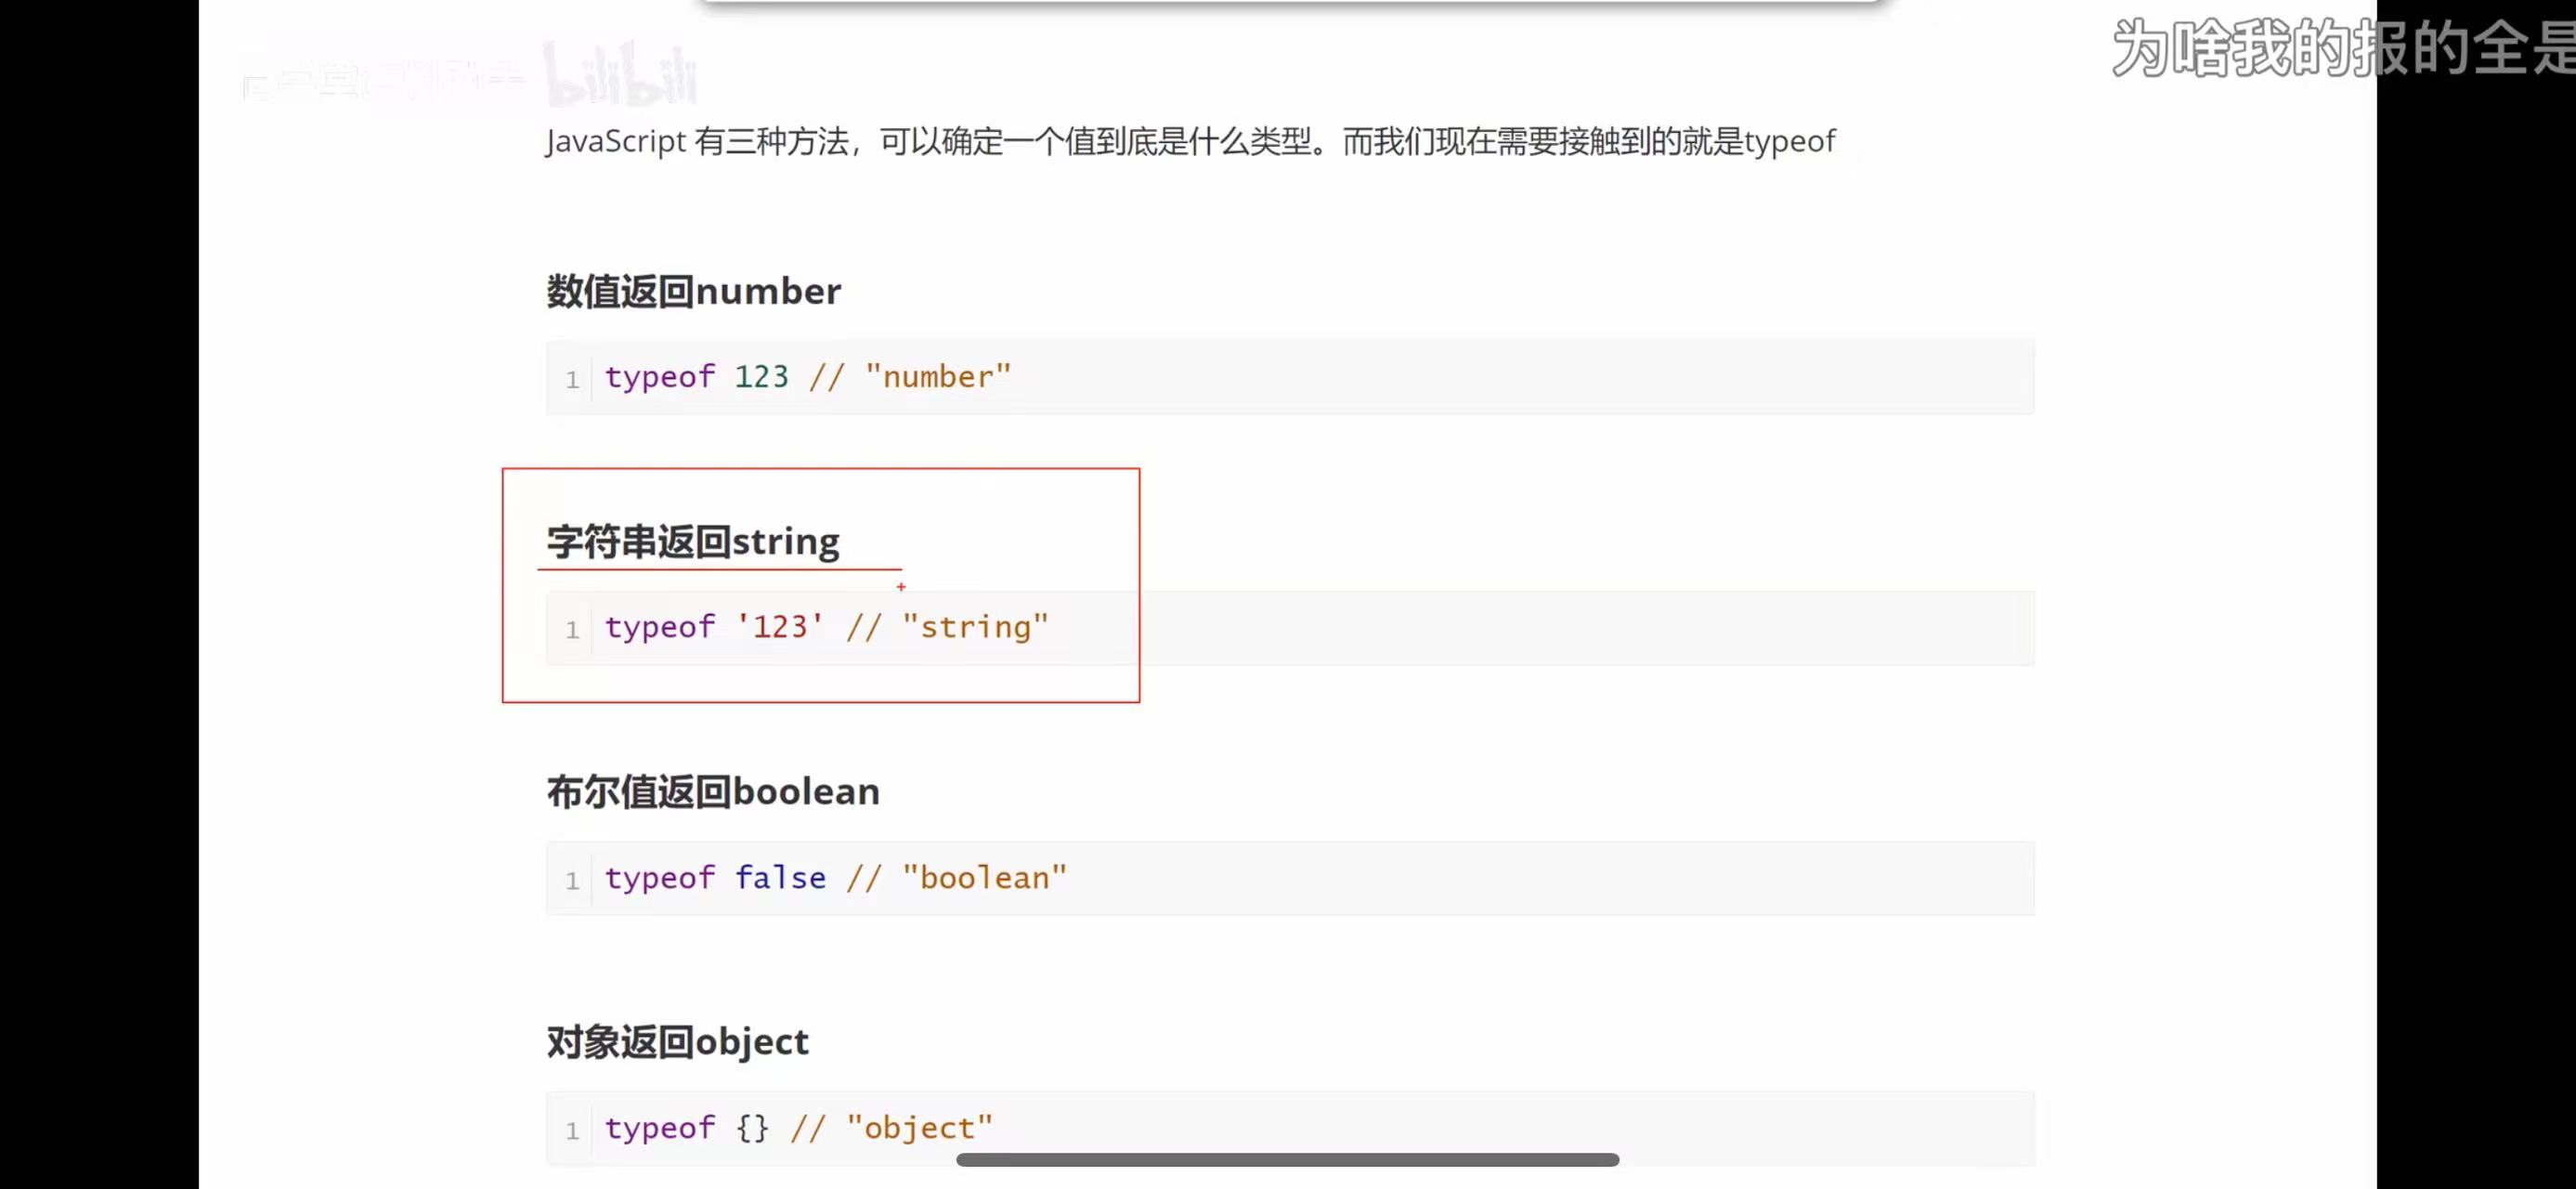 为啥我的报的全是
bilibili
JavaScript 有三种方法，可以确定一个值到底是什么类型。而我们现在需要接触到的就是typeof
数值返回number
1 typeof 123 // "number"
字符串返回string
1 typeof '123' // "string"
布尔值返回boolean
1 typeof false // "boolean"
对象返回object
1 typeof {} // "object"